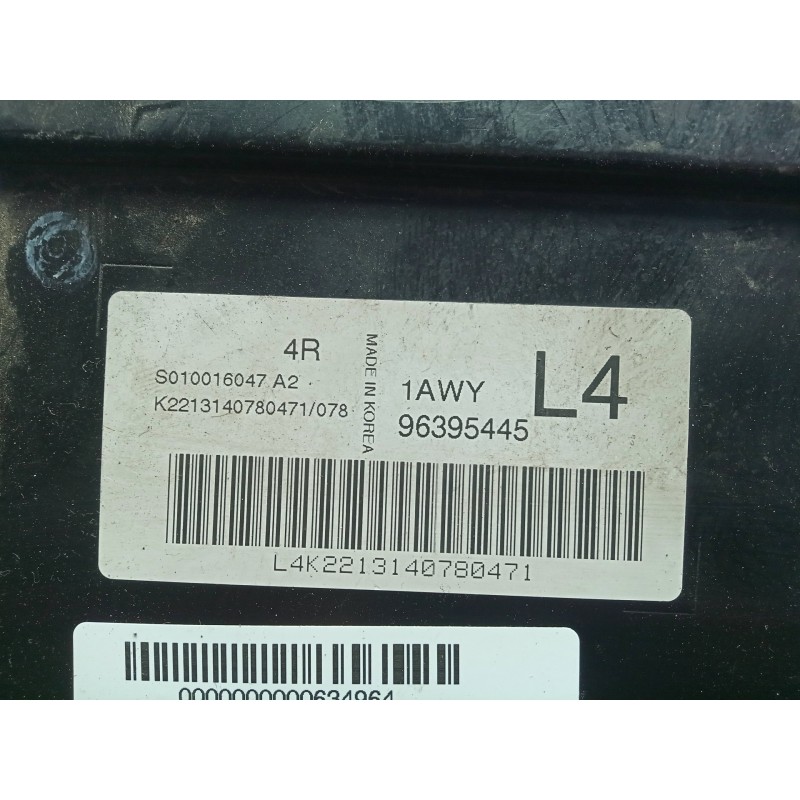 4R
S010016047 A2
K2213140780471/078
MADE IN KOREA
1AWY
96395445
L4
L4K2213140780471
0000000000634964